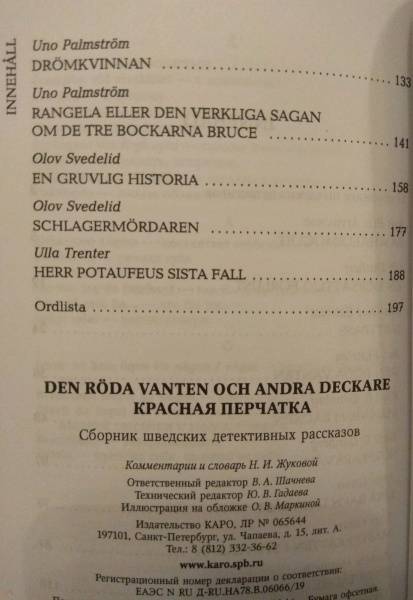 INNEHÅLL
Uno Palmström
DRÖMKVINNAN 133
Uno Palmström
RANGELA ELLER DEN VERKLIGA SAGAN
OM DE TRE BOCKARNA BRUCE 141
Olov Svedelid
EN GRUVLIG HISTORIA 158
Olov Svedelid
SCHLAGERMÖRDAREN 177
Ulla Trenter
HERR POTAUFEUS SISTA FALL 188
Ordlista 197
DEN RÖDA VANTEN OCH ANDRA DECKARE
КРАСНАЯ ПЕРЧАТКА
Сборник шведских детективных рассказов
Комментарии и словарь Н. И. Жуковой
Ответственный редактор В. А. Шачнева
Технический редактор Ю. В. Гадаева
Иллюстрация на обложке О. В. Маркиной
Издательство КАРО, ЛР № 065644
197101, Санкт-Петербург, ул. Чапаева, д. 15, лит. А.
Тел.: 8 (812) 332-36-62
www.karo.spb.ru
Регистрационный номер декларации о соответствии:
ЕАЭС N RU Д-RU.НА78.В.06066/19
Бумага офсетная.